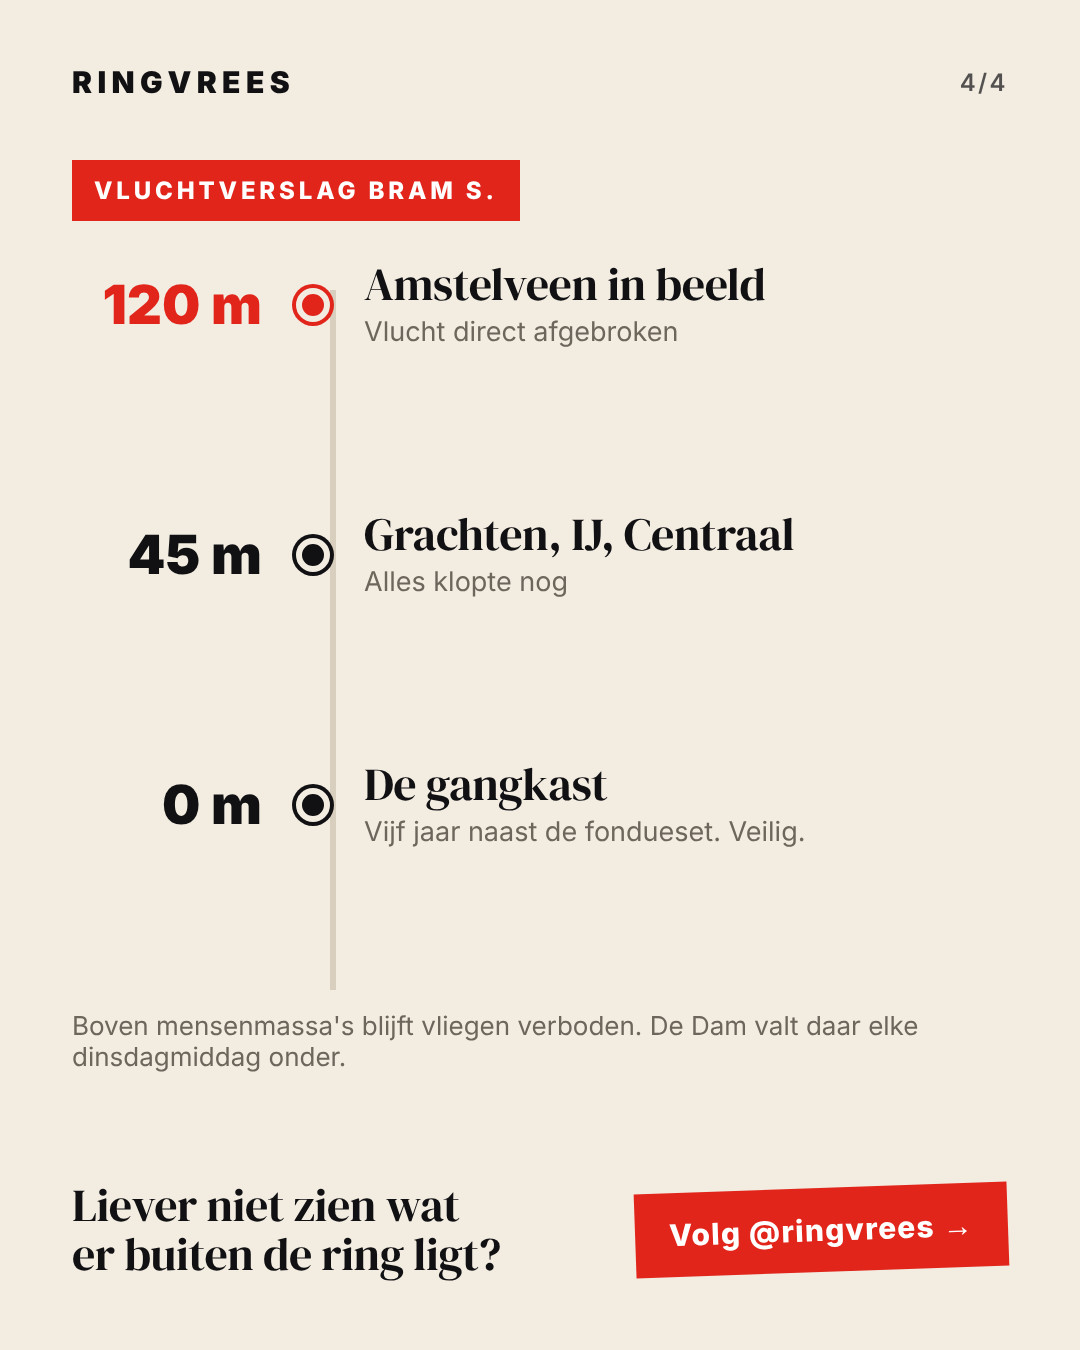 RINGVREES
4/4
VLUCHTVERSLAG BRAM S.
120 m
Amstelveen in beeld
Vlucht direct afgebroken
45 m
Grachten, IJ, Centraal
Alles klopte nog
0 m
De gangkast
Vijf jaar naast de fondueset. Veilig.
Boven mensenmassa's blijft vliegen verboden. De Dam valt daar elke
dinsdagmiddag onder.
Liever niet zien wat
er buiten de ring ligt?
Volg @ringvrees →